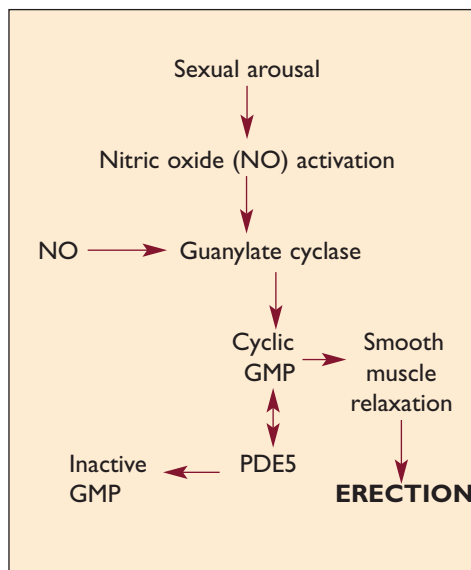 Sexual arousal
Nitric oxide (NO) activation
NO
Guanylate cyclase
Cyclic
GMP
Smooth
muscle
relaxation
Inactive
GMP
PDE5
ERECTION